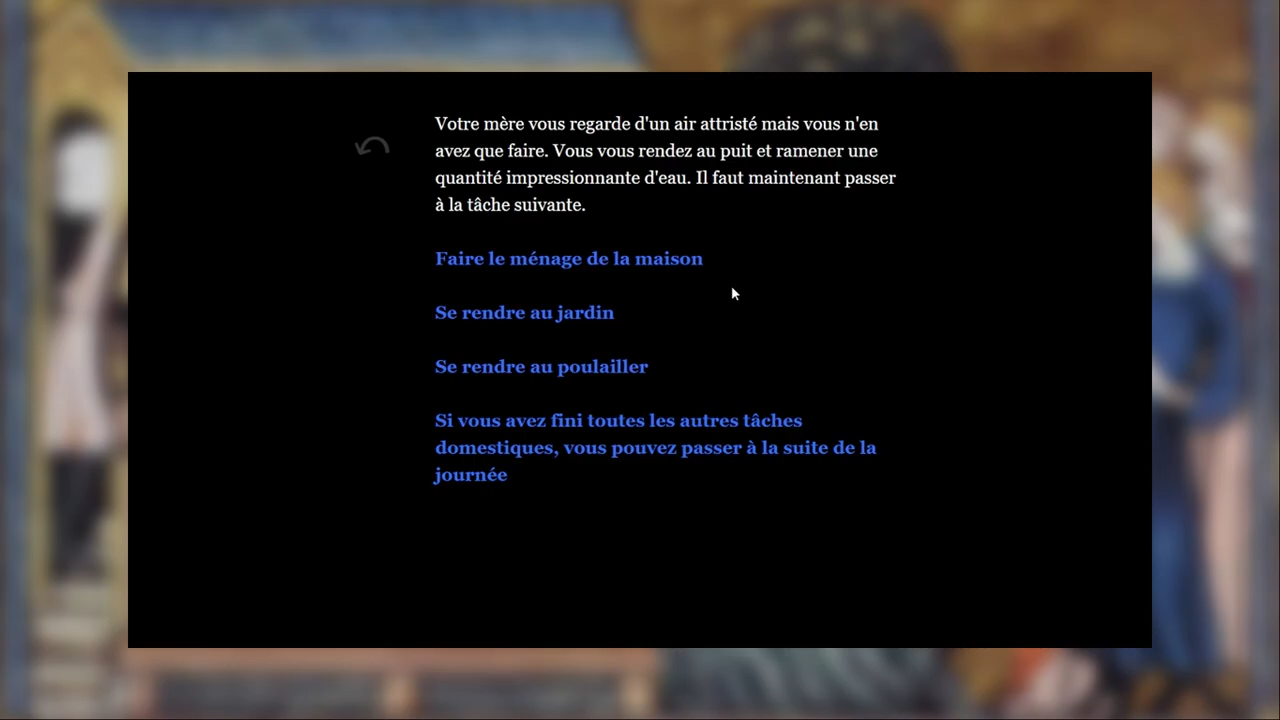 Votre mère vous regarde d'un air attristé mais vous n'en
avez que faire. Vous vous rendez au puit et ramener une
quantité impressionnante d'eau. Il faut maintenant passer
à la tâche suivante.
Faire le ménage de la maison
Se rendre au jardin
Se rendre au poulailler
Si vous avez fini toutes les autres tâches
domestiques, vous pouvez passer à la suite de la
journée